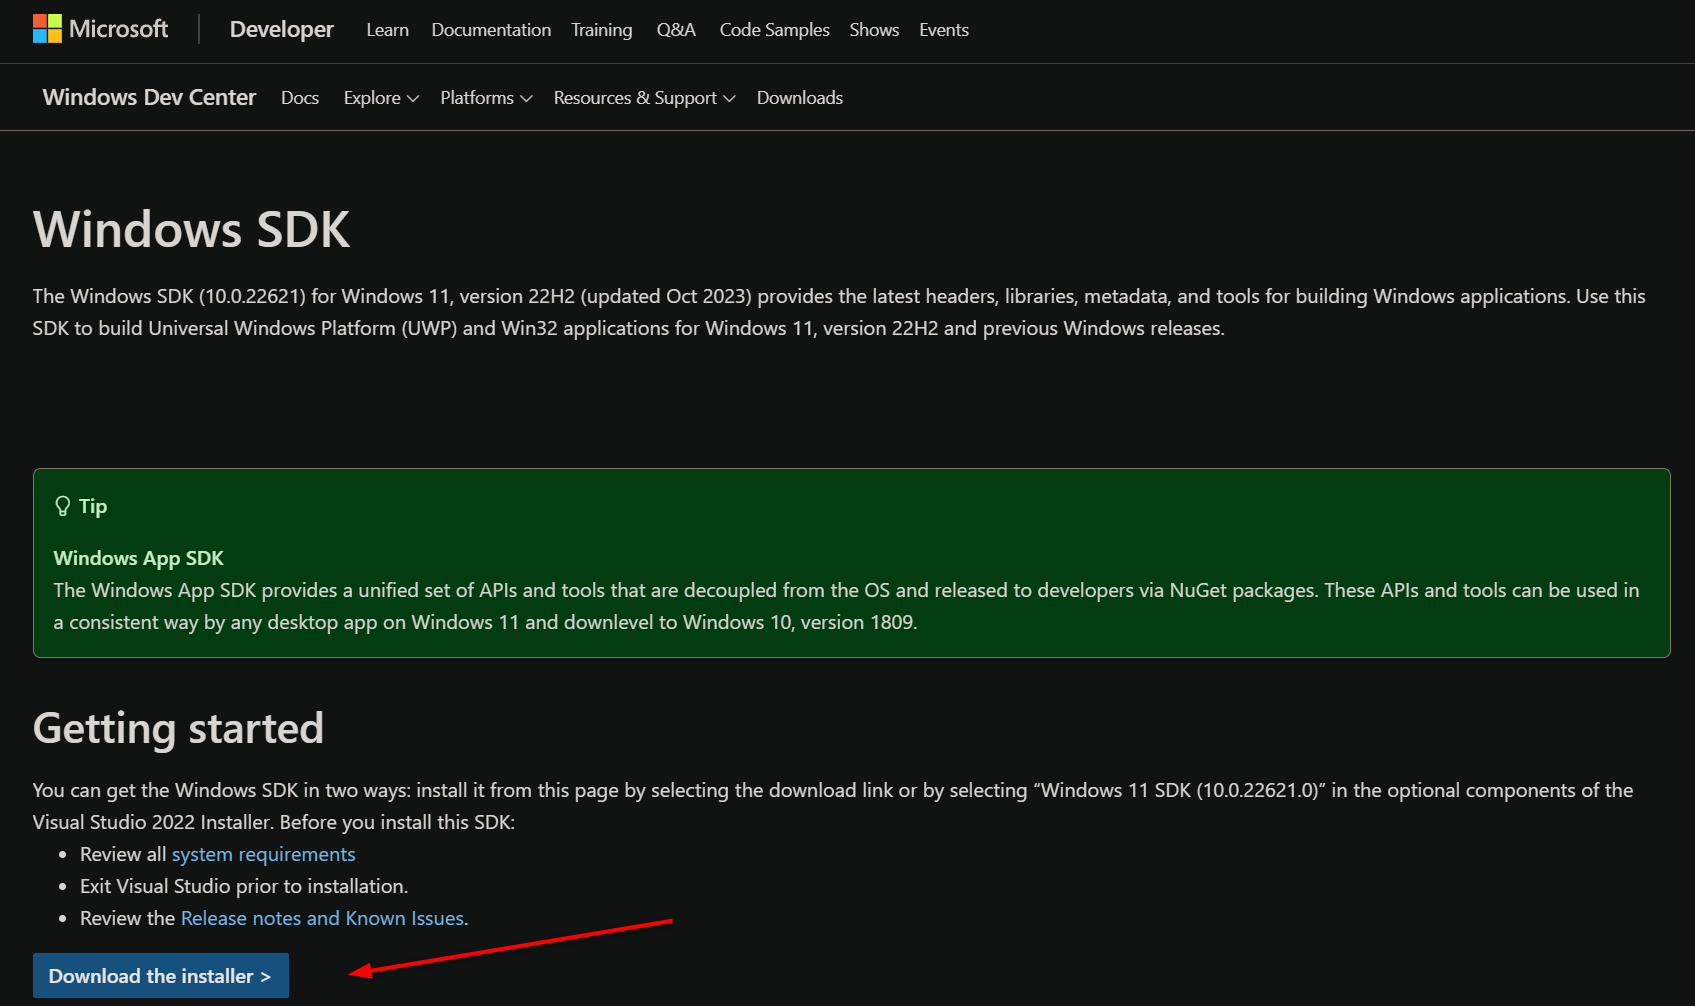 Microsoft Developer Learn Documentation Training Q&A Code Samples Shows Events
Windows Dev Center Docs Explore Platforms Resources & Support Downloads
Windows SDK
The Windows SDK (10.0.22621) for Windows 11, version 22H2 (updated Oct 2023) provides the latest headers, libraries, metadata, and tools for building Windows applications. Use this
SDK to build Universal Windows Platform (UWP) and Win32 applications for Windows 11, version 22H2 and previous Windows releases.
Tip
Windows App SDK
The Windows App SDK provides a unified set of APIs and tools that are decoupled from the OS and released to developers via NuGet packages. These APIs and tools can be used in
a consistent way by any desktop app on Windows 11 and downlevel to Windows 10, version 1809.
Getting started
You can get the Windows SDK in two ways: install it from this page by selecting the download link or by selecting “Windows 11 SDK (10.0.22621.0)” in the optional components of the
Visual Studio 2022 Installer. Before you install this SDK:
• Review all system requirements
• Exit Visual Studio prior to installation.
• Review the Release notes and Known Issues.
Download the installer >